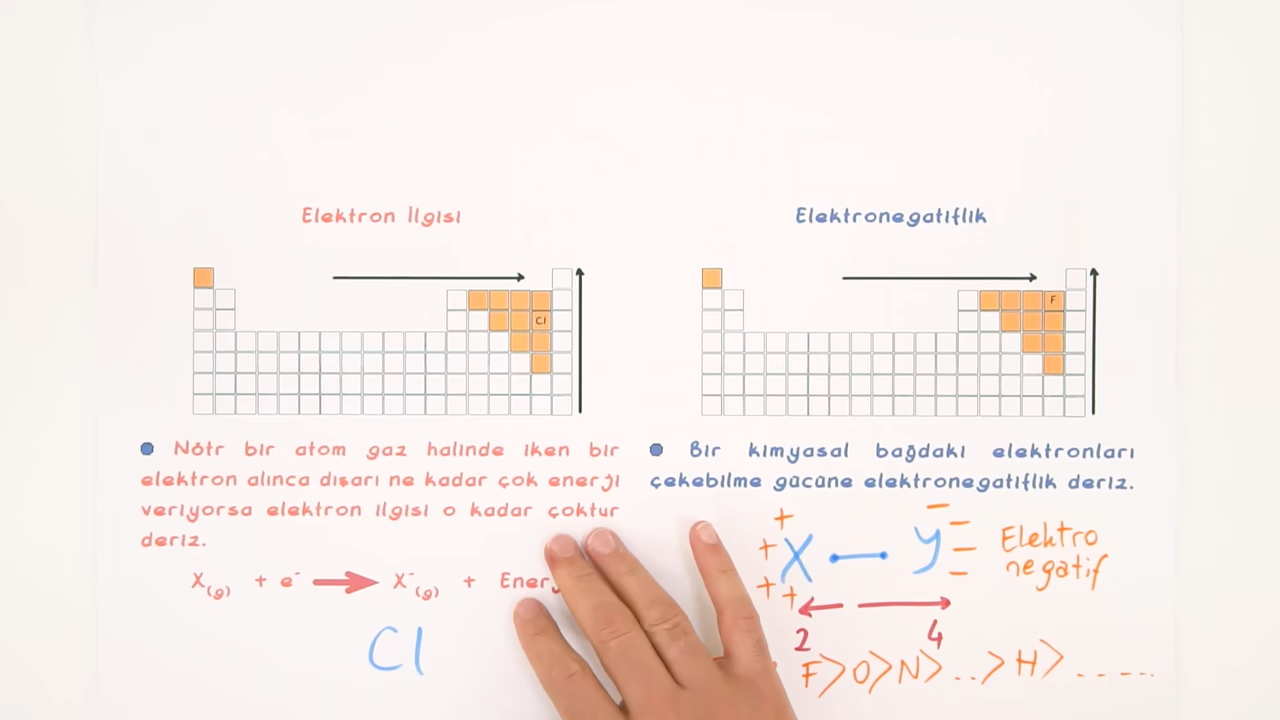 Elektron İlgisi
Cl
● Nötr bir atom gaz halinde iken bir
elektron alınca dışarı ne kadar çok enerji
veriyorsa elektron ilgisi o kadar çoktur
deriz.
X(g) + e⁻ → X⁻(g) +
Cl
Elektronegatiflik
F
● Bir kimyasal bağdaki elektronları
çekebilme gücüne elektronegatiflik deriz.
+ + + + X y − − − −
Elektro
negatif
2 4
F>O>N>..>H>......